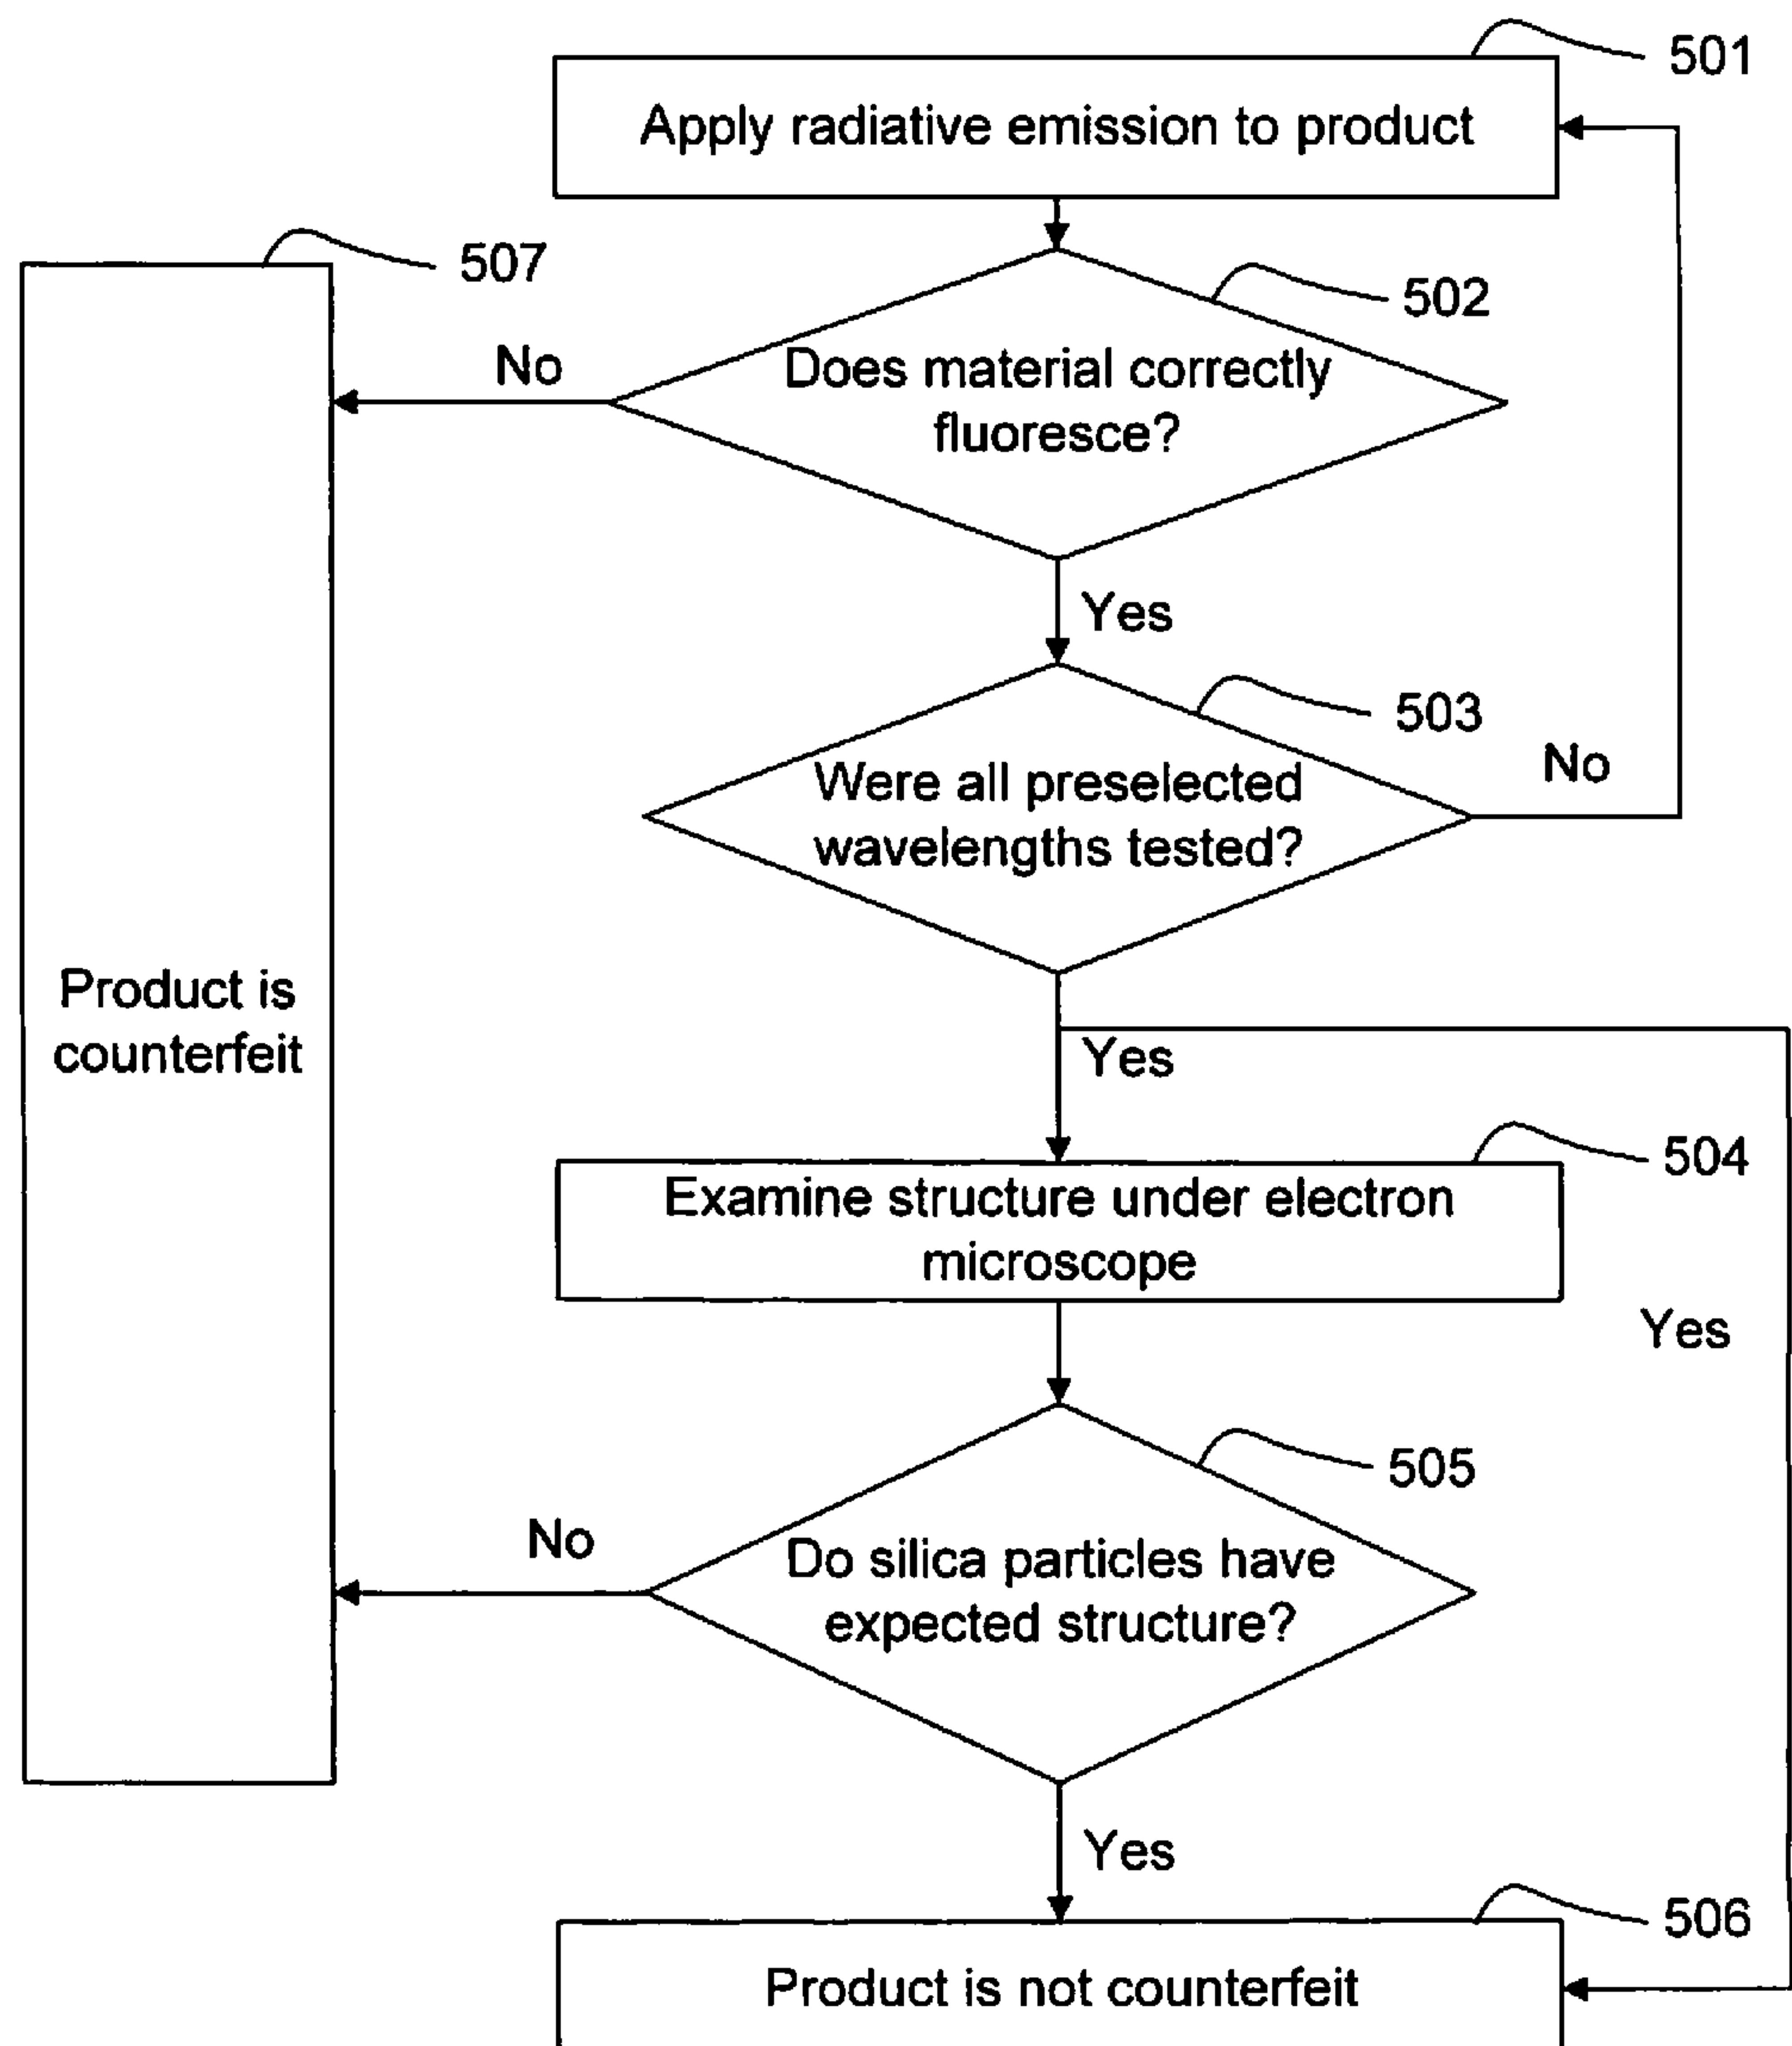 501
Apply radiative emission to product
507
502
No
Does material correctly
fluoresce?
Yes
503
No
Were all preselected
wavelengths tested?
Product is
counterfeit
Yes
504
Examine structure under electron
microscope
Yes
505
No
Do silica particles have
expected structure?
Yes
506
Product is not counterfeit